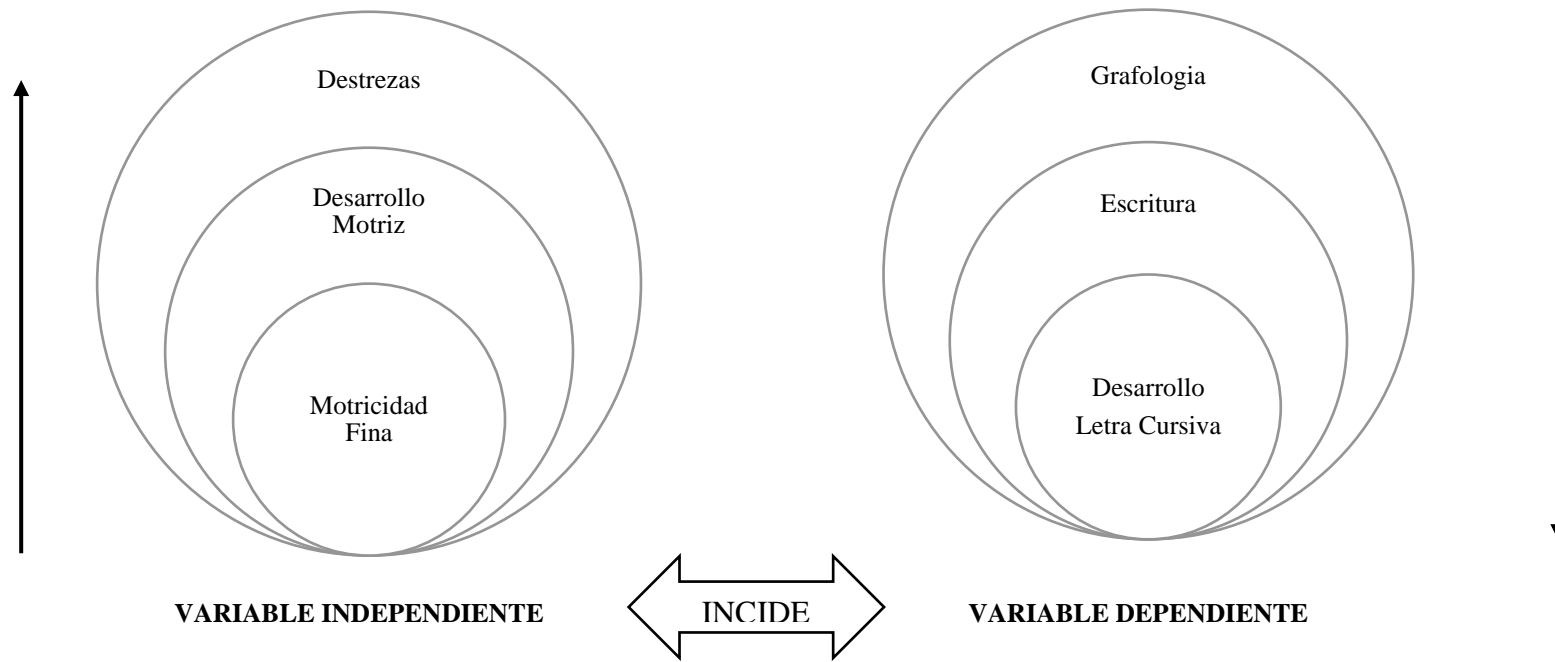 Destrezas
Desarrollo
Motriz
Motricidad
Fina
Grafologia
Escritura
Desarrollo
Letra Cursiva
VARIABLE INDEPENDIENTE
INCIDE
VARIABLE DEPENDIENTE